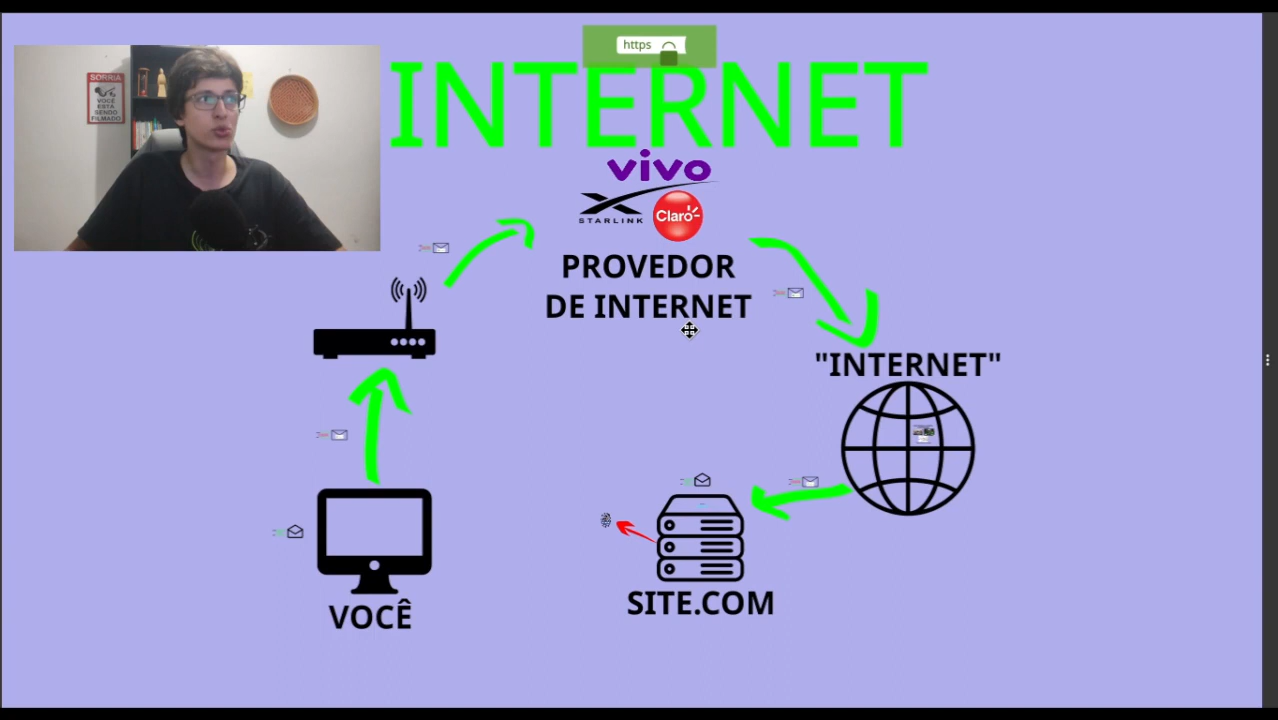 https
INTERNET
SORRIA
VOCÊ
ESTÁ
SENDO
FILMADO
vivo
STARLINK
Claro
PROVEDOR
DE INTERNET
"INTERNET"
SITE.COM
VOCÊ